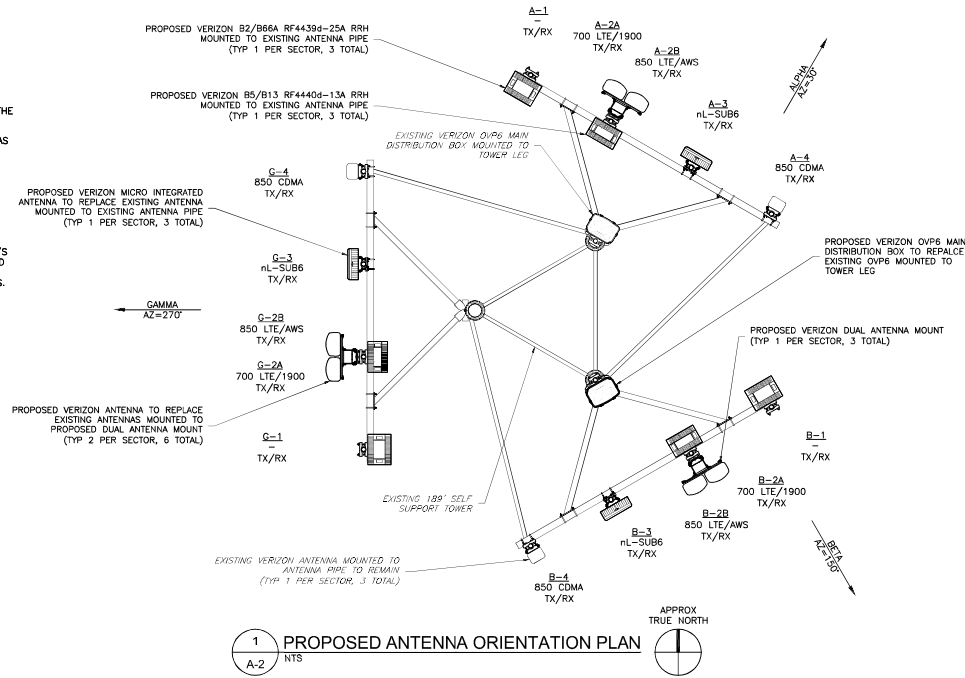 PROPOSED VERIZON B2/B66A RF4439d-25A RRH
MOUNTED TO EXISTING ANTENNA PIPE
(TYP 1 PER SECTOR, 3 TOTAL)
PROPOSED VERIZON B5/B13 RF4440d-13A RRH
MOUNTED TO EXISTING ANTENNA PIPE
(TYP 1 PER SECTOR, 3 TOTAL)
EXISTING VERIZON OVP6 MAIN
DISTRIBUTION BOX MOUNTED TO
TOWER LEG
A-1
-
TX/RX
A-2A
700 LTE/1900
TX/RX
A-2B
850 LTE/AWS
TX/RX
A-3
nL-SUB6
TX/RX
A-4
850 CDMA
TX/RX
ALPHA
AZ=30°
THE
AS
'S
D
S.
PROPOSED VERIZON MICRO INTEGRATED
ANTENNA TO REPLACE EXISTING ANTENNA
MOUNTED TO EXISTING ANTENNA PIPE
(TYP 1 PER SECTOR, 3 TOTAL)
G-4
850 CDMA
TX/RX
G-3
nL-SUB6
TX/RX
GAMMA
AZ=270°
G-2B
850 LTE/AWS
TX/RX
G-2A
700 LTE/1900
TX/RX
PROPOSED VERIZON ANTENNA TO REPLACE
EXISTING ANTENNAS MOUNTED TO
PROPOSED DUAL ANTENNA MOUNT
(TYP 2 PER SECTOR, 6 TOTAL)
G-1
-
TX/RX
PROPOSED VERIZON OVP6 MAIN
DISTRIBUTION BOX TO REPALCE
EXISTING OVP6 MOUNTED TO
TOWER LEG
PROPOSED VERIZON DUAL ANTENNA MOUNT
(TYP 1 PER SECTOR, 3 TOTAL)
EXISTING 189' SELF
SUPPORT TOWER
B-1
-
TX/RX
B-2A
700 LTE/1900
TX/RX
B-2B
850 LTE/AWS
TX/RX
B-3
nL-SUB6
TX/RX
B-4
850 CDMA
TX/RX
BETA
AZ=150°
EXISTING VERIZON ANTENNA MOUNTED TO
ANTENNA PIPE TO REMAIN
(TYP 1 PER SECTOR, 3 TOTAL)
1
A-2
PROPOSED ANTENNA ORIENTATION PLAN
NTS
APPROX
TRUE NORTH